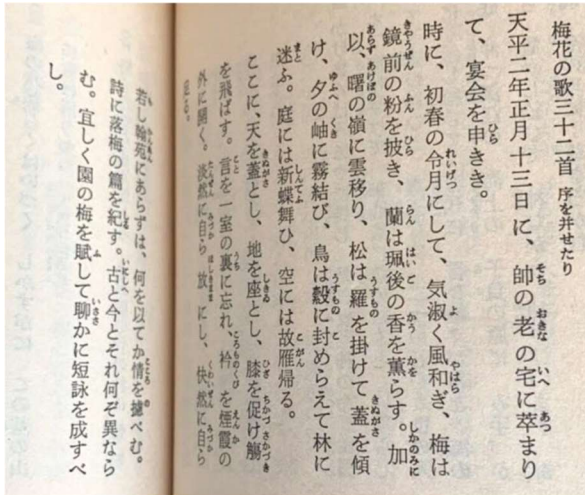 梅花の歌三十二首 序を并せたり
天平二年正月十三日に、帥の老の宅に萃まり
て、宴会を申きき。
時に、初春の令月にして、気淑く風和ぎ、梅は
鏡前の粉を披き、蘭は珮後の香を薫らす。加
以、曙の嶺に雲移り、松は羅を掛けて蓋を傾
け、夕の岫に霧結び、鳥は縠に封めらえて林に
迷ふ。庭には新蝶舞ひ、空には故雁帰る。
ここに、天を蓋とし、地を座とし、膝を促け觴
を飛ばす。言を一室の裏に忘れ、衿を煙霞の
外に開く。淡然に自ら放にし、快然に自ら
足る。
若し翰苑にあらずは、何を以てか情を攄べむ。
詩に落梅の篇を紀す。古と今とそれ何ぞ異なら
む。宜しく園の梅を賦して聊かに短詠を成すべ
し。